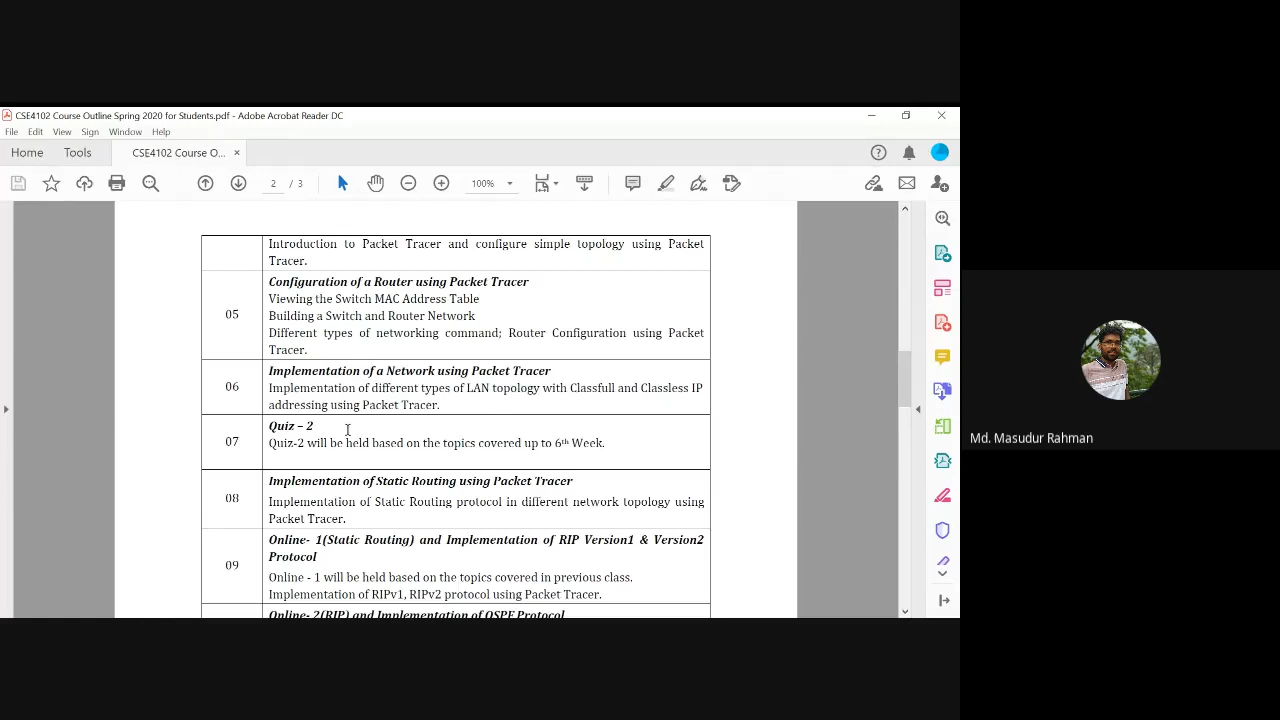 CSE4102 Course Outline Spring 2020 for Students.pdf - Adobe Acrobat Reader DC
File Edit View Sign Window Help
Home Tools CSE4102 Course O... ×
2 / 3 100%
Introduction to Packet Tracer and configure simple topology using Packet
Tracer.
Configuration of a Router using Packet Tracer
Viewing the Switch MAC Address Table
05
Building a Switch and Router Network
Different types of networking command; Router Configuration using Packet
Tracer.
Implementation of a Network using Packet Tracer
06
Implementation of different types of LAN topology with Classfull and Classless IP
addressing using Packet Tracer.
Quiz – 2
07
Quiz-2 will be held based on the topics covered up to 6th Week.
Implementation of Static Routing using Packet Tracer
08
Implementation of Static Routing protocol in different network topology using
Packet Tracer.
Online- 1(Static Routing) and Implementation of RIP Version1 & Version2
Protocol
09
Online - 1 will be held based on the topics covered in previous class.
Implementation of RIPv1, RIPv2 protocol using Packet Tracer.
Online- 2(RIP) and Implementation of OSPF Protocol
Md. Masudur Rahman